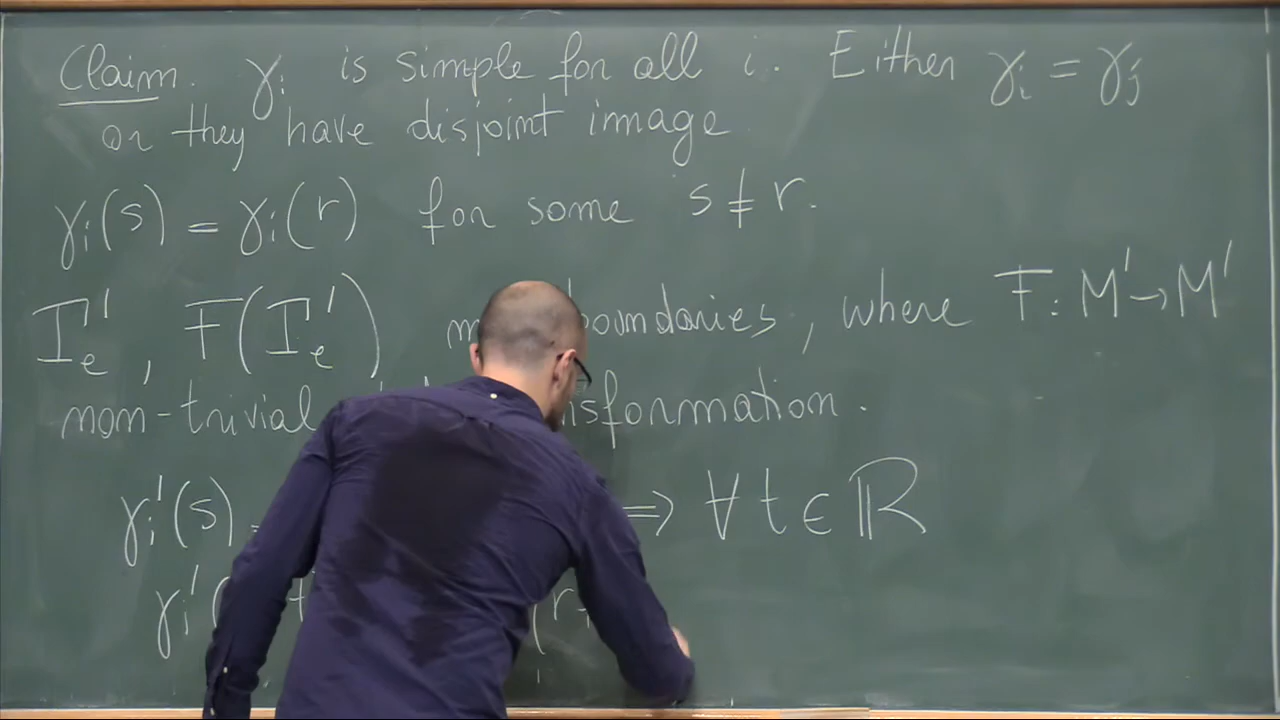 Claim. γi is simple for all i. Either γi = γj
or they have disjoint image
γi(s) = γi(r) for some s ≠ r.
I'e, F(I'e) boundaries, where F: M' → M'
non-trivial .
γi'(s) ⇒ ∀ t ∈ ℝ
γi'( (r+